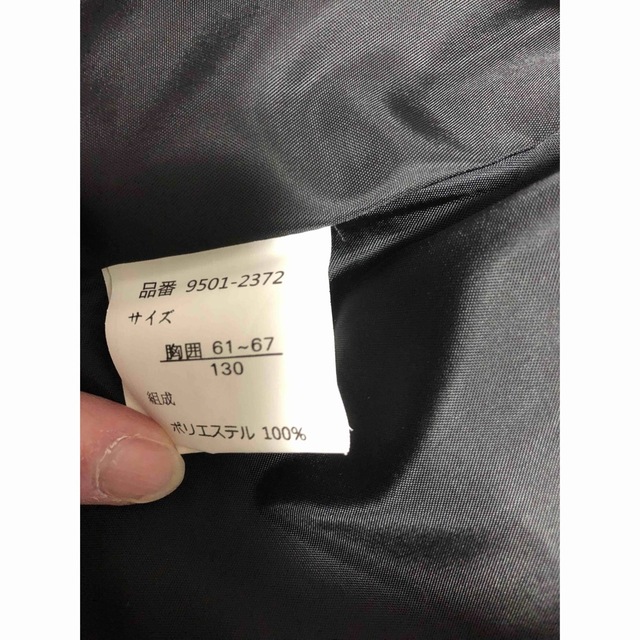 品番 9501-2372
サイズ
胸囲 61~67
130
組成
ポリエステル 100%